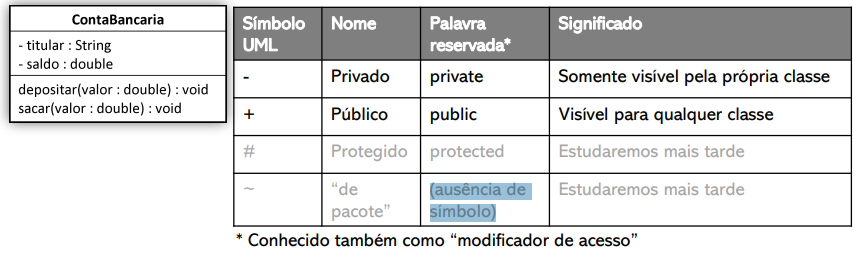 ContaBancaria
- titular : String
- saldo : double
depositar(valor : double) : void
sacar(valor : double) : void
Símbolo UML Nome Palavra reservada* Significado
- Privado private Somente visível pela própria classe
+ Público public Visível para qualquer classe
# Protegido protected Estudaremos mais tarde
~ “de pacote” (ausência de símbolo) Estudaremos mais tarde
* Conhecido também como “modificador de acesso”